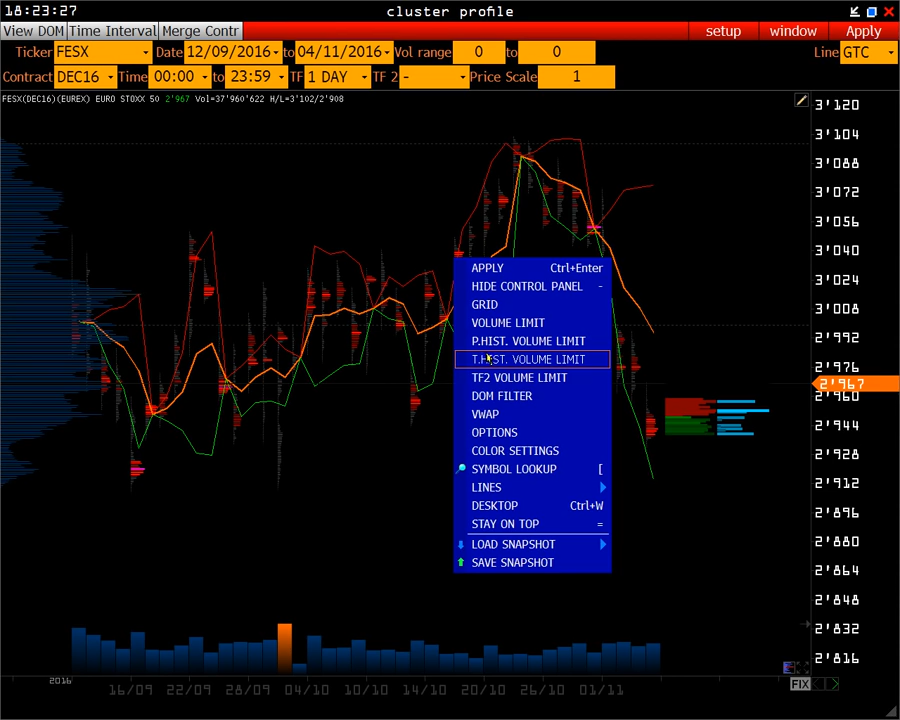 18:23:27 cluster profile
View DOM Time Interval Merge Contr setup window Apply
Ticker FESX Date 12/09/2016 to 04/11/2016 Vol range 0 to 0 Line GTC
Contract DEC16 Time 00:00 to 23:59 TF 1 DAY TF 2 - Price Scale 1
FESX(DEC16)(EUREX) EURO STOXX 50 2'967 Vol=37'960'622 H/L=3'102/2'908
3'120
3'104
3'088
3'072
3'056
3'040
3'024
3'008
2'992
2'976
2'967
2'960
2'944
2'928
2'912
2'896
2'880
2'864
2'848
2'832
2'816
APPLY Ctrl+Enter
HIDE CONTROL PANEL -
GRID
VOLUME LIMIT
P.HIST. VOLUME LIMIT
T.HIST. VOLUME LIMIT
TF2 VOLUME LIMIT
DOM FILTER
VWAP
OPTIONS
COLOR SETTINGS
SYMBOL LOOKUP [
LINES
DESKTOP Ctrl+W
STAY ON TOP =
LOAD SNAPSHOT
SAVE SNAPSHOT
2016 16/09 22/09 28/09 04/10 10/10 14/10 20/10 26/10 01/11
FIX